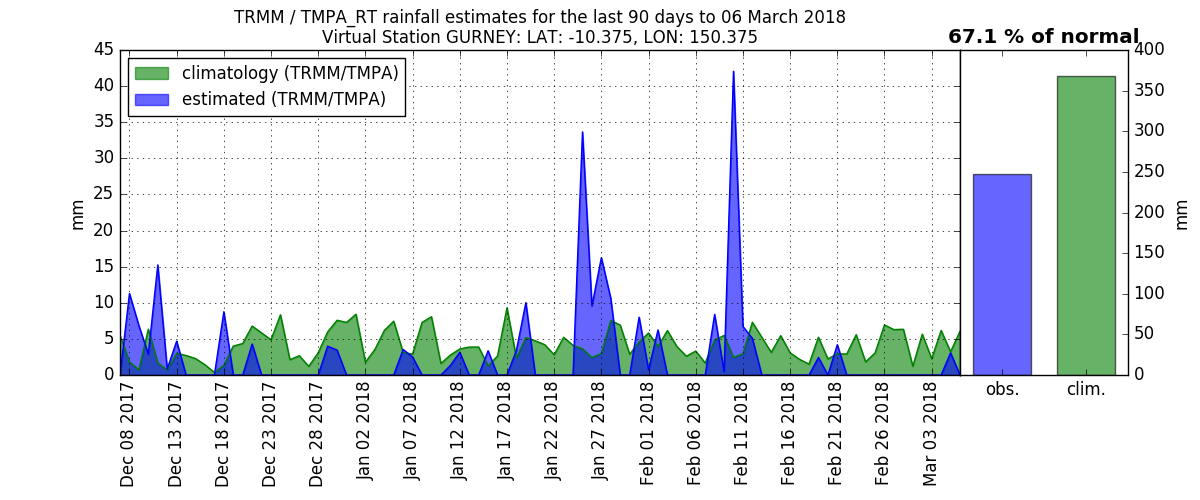 TRMM / TMPA_RT rainfall estimates for the last 90 days to 06 March 2018
Virtual Station GURNEY: LAT: -10.375, LON: 150.375
67.1 % of normal
climatology (TRMM/TMPA)
estimated (TRMM/TMPA)
mm
45
40
35
30
25
20
15
10
5
0
Dec 08 2017
Dec 13 2017
Dec 18 2017
Dec 23 2017
Dec 28 2017
Jan 02 2018
Jan 07 2018
Jan 12 2018
Jan 17 2018
Jan 22 2018
Jan 27 2018
Feb 01 2018
Feb 06 2018
Feb 11 2018
Feb 16 2018
Feb 21 2018
Feb 26 2018
Mar 03 2018
obs.
clim.
400
350
300
250
200
150
100
50
0
mm